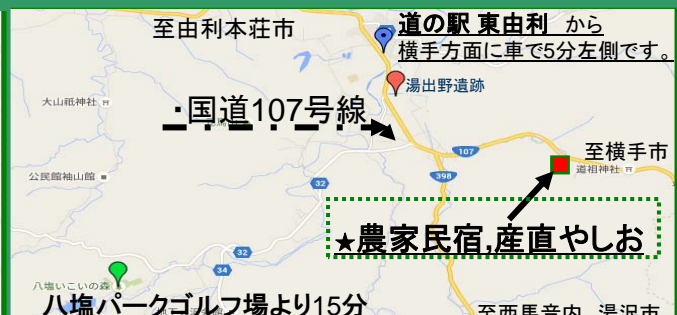 至由利本荘市
道の駅 東由利 から
横手方面に車で5分左側です。
湯出野遺跡
大山祇神社
・国道107号線
107
至横手市
道祖神社
公民館袖山館
32
398
★農家民宿,産直やしお
32
34
八塩いこいの森
八塩パークゴルフ場より15分
至西馬音内、湯沢市